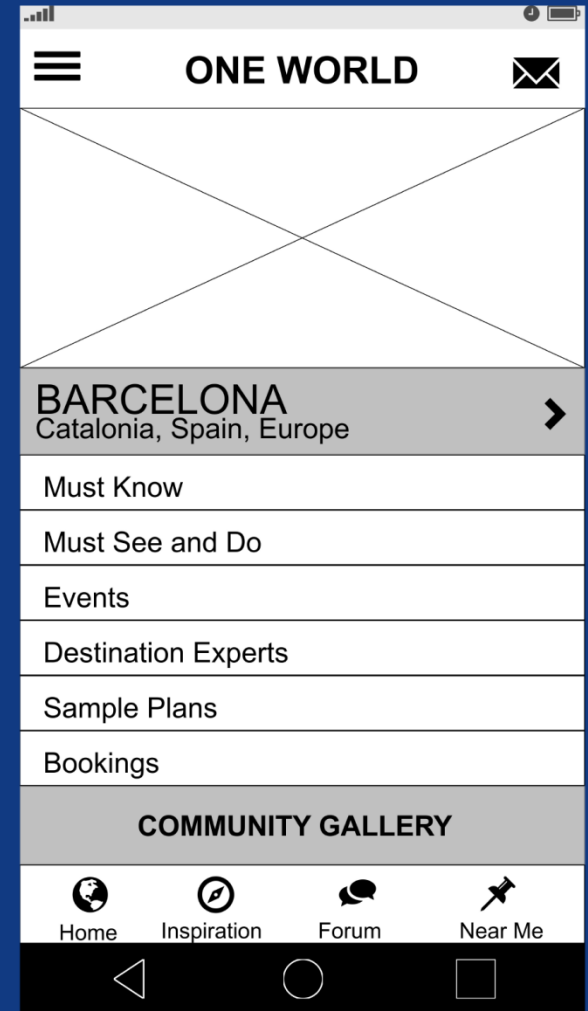 ONE WORLD
BARCELONA
Catalonia, Spain, Europe
Must Know
Must See and Do
Events
Destination Experts
Sample Plans
Bookings
COMMUNITY GALLERY
Home Inspiration Forum Near Me